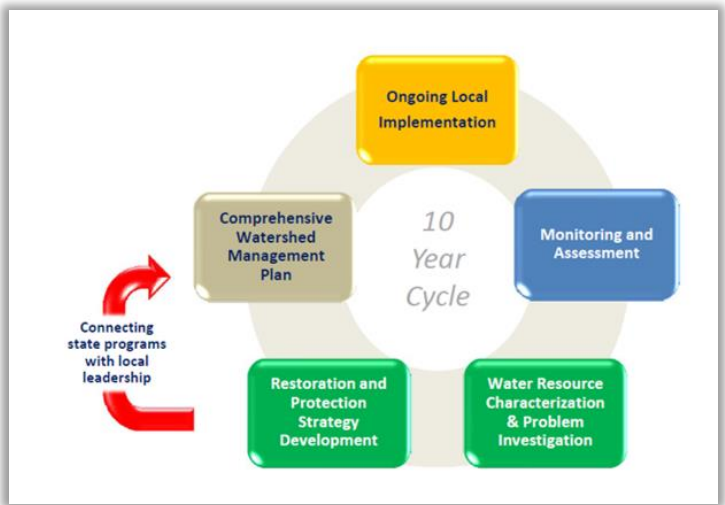 Ongoing Local
Implementation
Comprehensive
Watershed
Management
Plan
10
Year
Cycle
Monitoring and
Assessment
Connecting
state programs
with local
leadership
Restoration and
Protection
Strategy
Development
Water Resource
Characterization
& Problem
Investigation